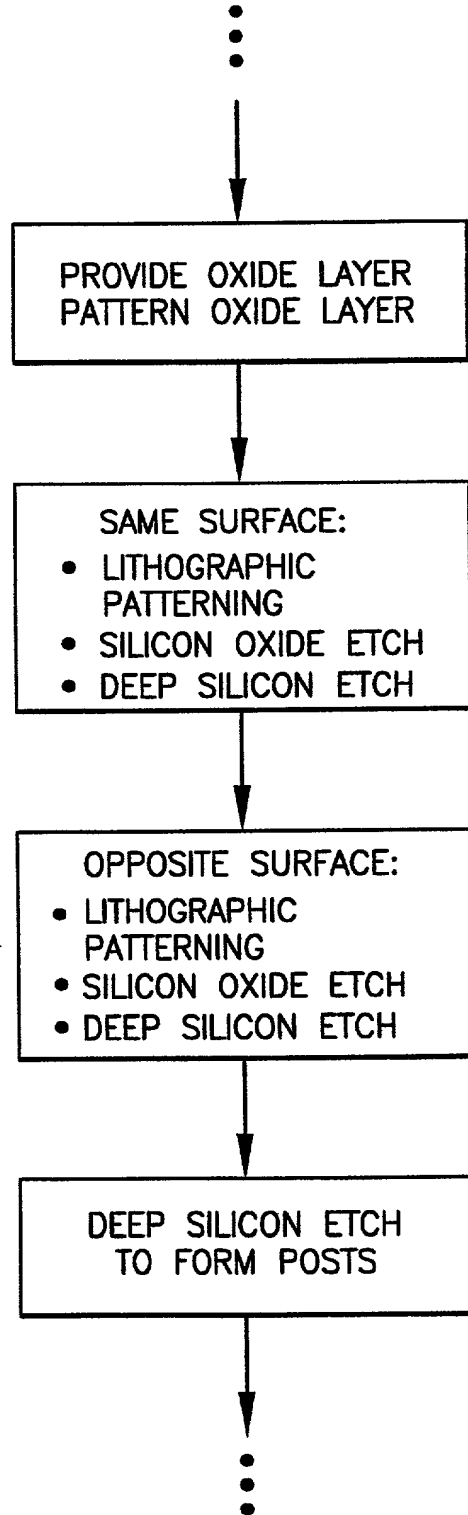 PROVIDE OXIDE LAYER
PATTERN OXIDE LAYER
SAME SURFACE:
• LITHOGRAPHIC
PATTERNING
• SILICON OXIDE ETCH
• DEEP SILICON ETCH
OPPOSITE SURFACE:
• LITHOGRAPHIC
PATTERNING
• SILICON OXIDE ETCH
• DEEP SILICON ETCH
DEEP SILICON ETCH
TO FORM POSTS